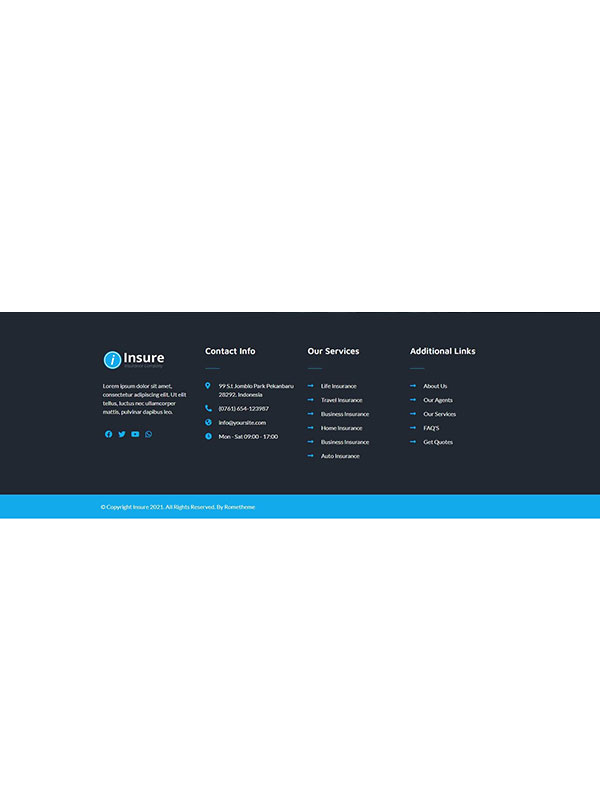 i Insure
Insurance Company
Lorem ipsum dolor sit amet,
consectetur adipiscing elit. Ut elit
tellus, luctus nec ullamcorper
mattis, pulvinar dapibus leo.
Contact Info
99 S.t Jomblo Park Pekanbaru
28292. Indonesia
(0761) 654-123987
Info@yoursite.com
Mon - Sat 09:00 - 17:00
Our Services
Life Insurance
Travel Insurance
Business Insurance
Home Insurance
Business Insurance
Auto Insurance
Additional Links
About Us
Our Agents
Our Services
FAQ'S
Get Quotes
© Copyright Insure 2021. All Rights Reserved. By Rometheme